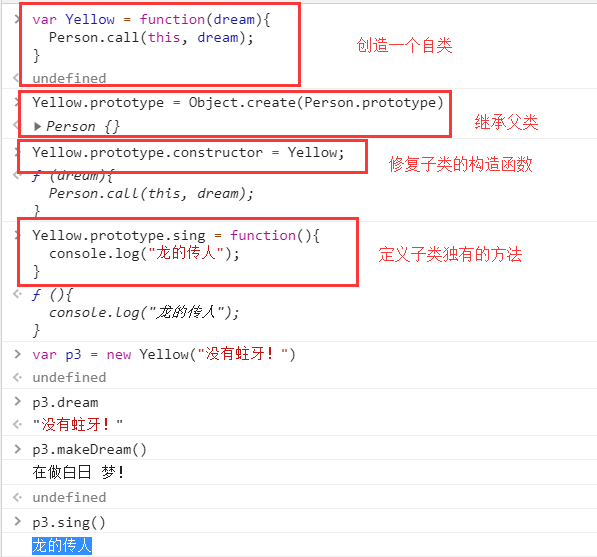 var Yellow = function(dream){
Person.call(this, dream);
}
创造一个自类
undefined
Yellow.prototype = Object.create(Person.prototype)
继承父类
Person {}
Yellow.prototype.constructor = Yellow;
修复子类的构造函数
ƒ (dream){
Person.call(this, dream);
}
Yellow.prototype.sing = function(){
console.log("龙的传人");
定义子类独有的方法
}
ƒ (){
console.log("龙的传人");
}
var p3 = new Yellow("没有蛀牙!")
undefined
p3.dream
"没有蛀牙!"
p3.makeDream()
在做白日 梦!
undefined
p3.sing()
龙的传人